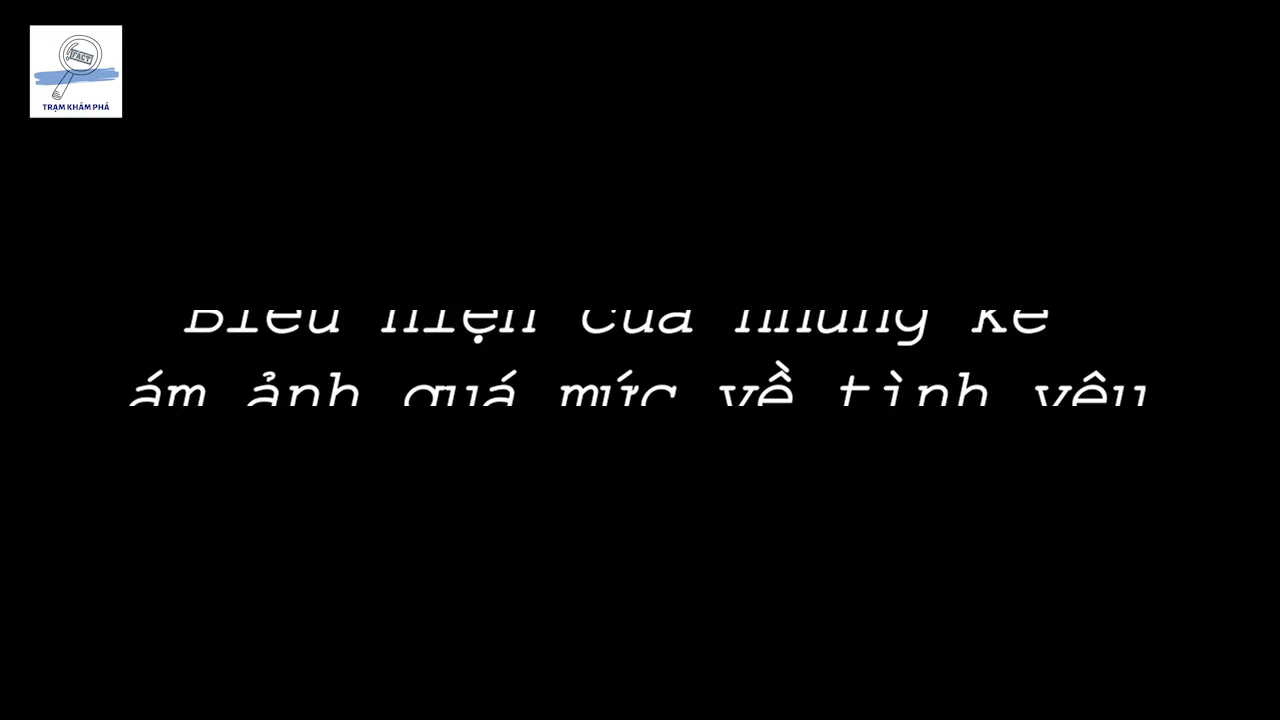 FACT
TRẠM KHÁM PHÁ
Biểu hiện của những kẻ
ám ảnh quá mức về tình yêu